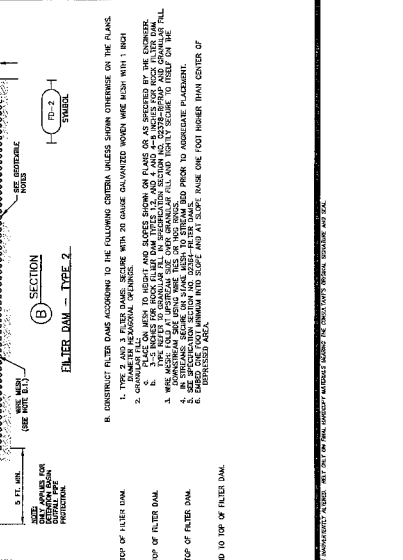 SEE GEOTEXTILE
NOTES
FD-2
SYMBOL
B SECTION
FILTER DAM - TYPE 2
WIRE MESH
(SEE NOTE C.1.)
5 FT. MIN.
NOTE:
ONLY APPLIES FOR
DETENTION BASIN
OUTFALL PIPE
PROTECTION.
B. CONSTRUCT FILTER DAMS ACCORDING TO THE FOLLOWING CRITERIA UNLESS SHOWN OTHERWISE ON THE PLANS.
1. TYPE 2 AND 3 FILTER DAMS: SECURE WITH 20 GAUGE GALVANIZED WOVEN WIRE MESH WITH 1 INCH
DIAMETER HEXAGONAL OPENINGS.
2. GRANULAR FILL:
a. PLACE ON MESH TO HEIGHT AND SLOPES SHOWN ON PLANS OR AS SPECIFIED BY THE ENGINEER.
b. 3-5 INCHES FOR ROCK FILTER DAM TYPES 1,2, AND 4 AND 4-8 INCHES FOR ROCK FILTER DAM
TYPE REFER TO GRANULAR FILL IN SPECIFICATION SECTION NO. 02378-RIPRAP AND GRANULAR FILL.
3. WIRE MESH: FOLD AT UPSTREAM SIDE OVER GRANULAR FILL AND TIGHTLY SECURE TO ITSELF ON THE
DOWNSTREAM SIDE USING WIRE TIES OR HOG RINGS.
4. IN STREAMS: SECURE OR STAKE MESH TO STREAM BED PRIOR TO AGGREGATE PLACEMENT.
5. SEE SPECIFICATION SECTION NO. 02364-FILTER DAMS.
6. EMBED ONE FOOT MINIMUM INTO SLOPE AND AT SLOPE RAISE ONE FOOT HIGHER THAN CENTER OF
DEPRESSED AREA.
TOP OF FILTER DAM.
TOP OF FILTER DAM.
TOP OF FILTER DAM.
TO TOP OF FILTER DAM.
INADVERTENTLY ALTERED. RELY ONLY ON FINAL HARDCOPY MATERIALS BEARING THE CONSULTANT'S ORIGINAL SIGNATURE AND SEAL